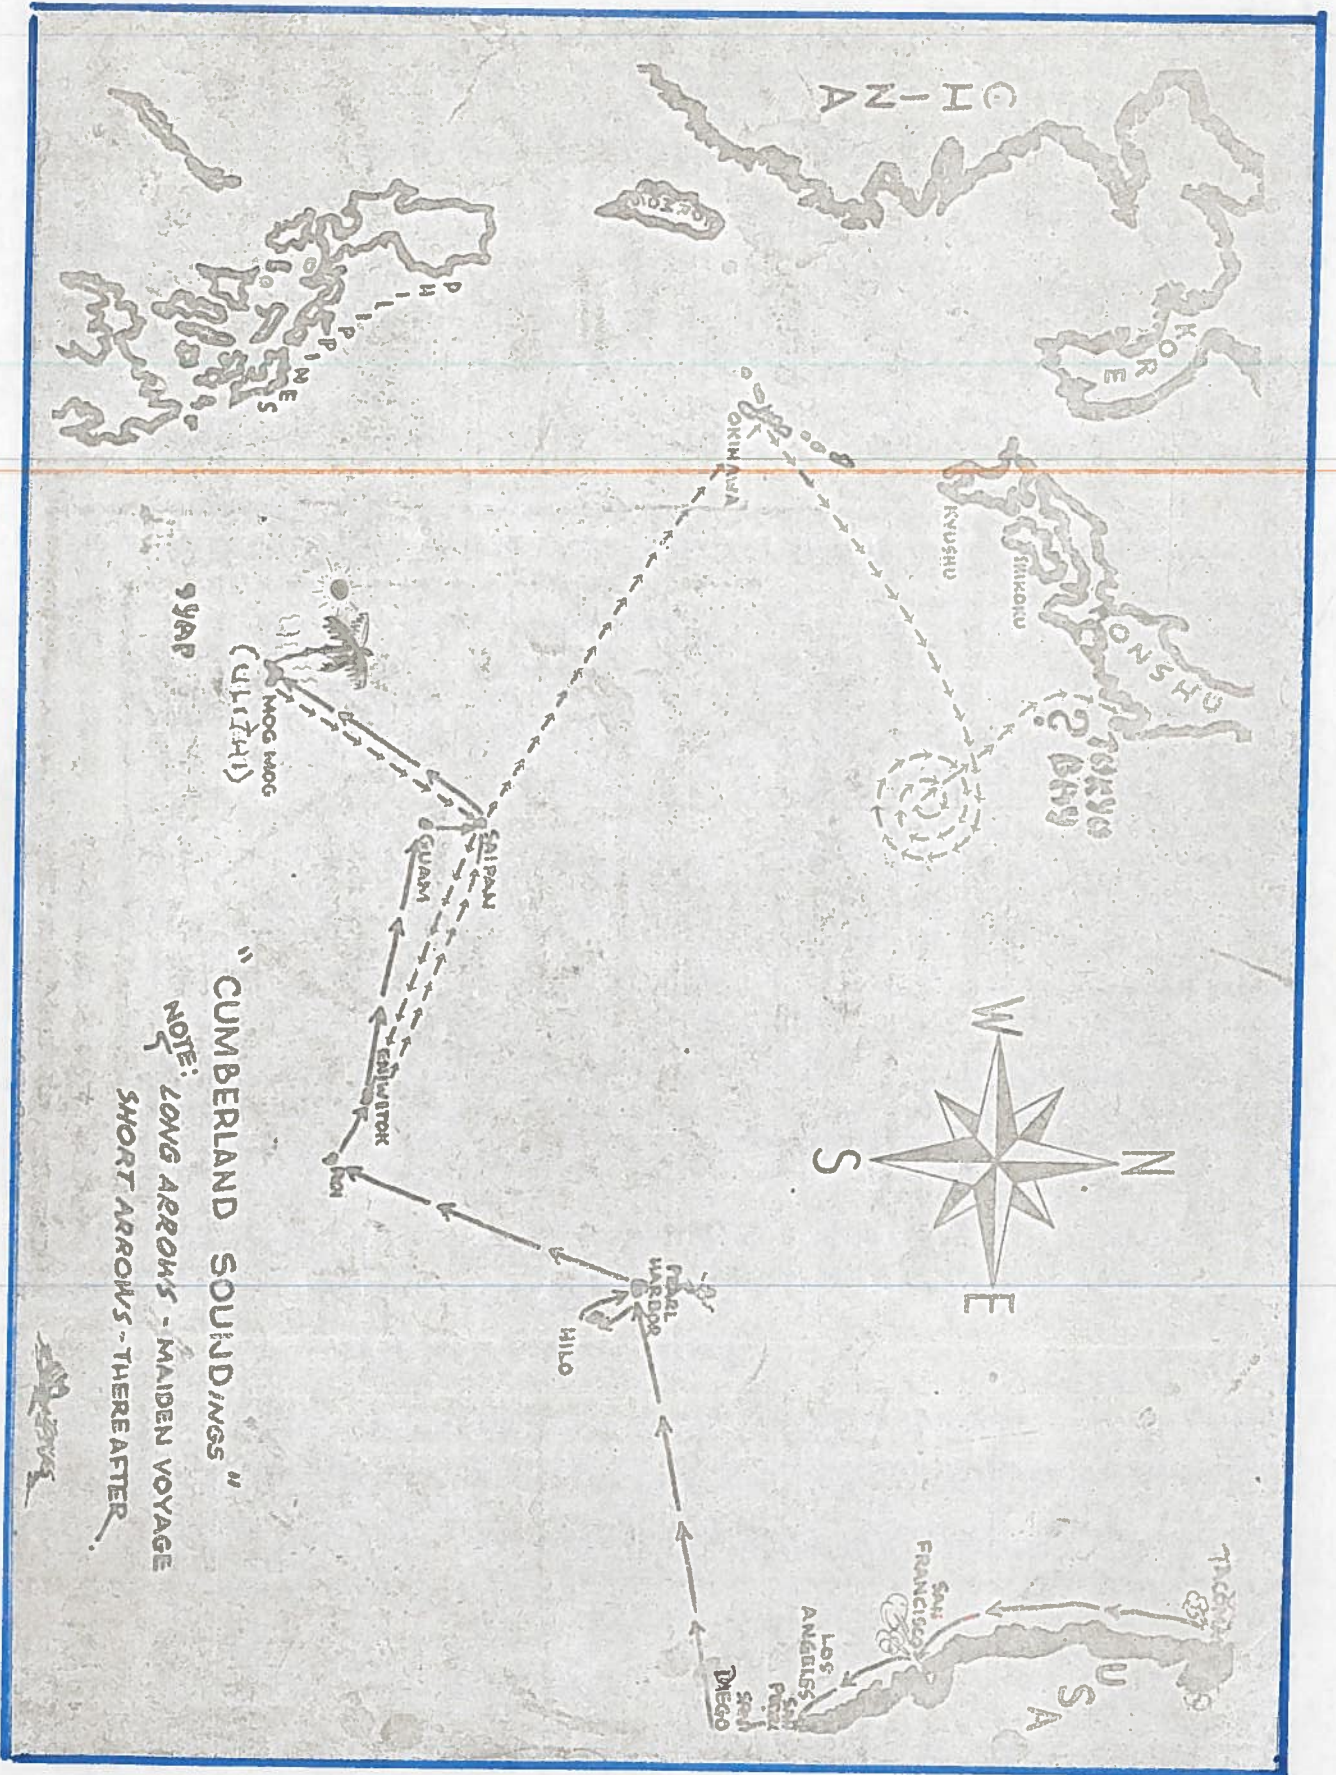 CHINA
KORE
FORMOSA
PHILIPPINES
OKINAWA
KYUSHU
SHIKOKU
ONSHU
TOKYO
BAY
?
YAP
MOG MOG
(ULITHI)
SAIPAN
GUAM
ENIWETOK
ROI
N
W
E
S
PEARL
HARBOR
HILO
TACOMA
USA
SAN
FRANCISCO
LOS
ANGELES
SAN
PEDRO
SAN
DIEGO
"CUMBERLAND SOUNDINGS"
NOTE: LONG ARROWS - MAIDEN VOYAGE
SHORT ARROWS - THEREAFTER.